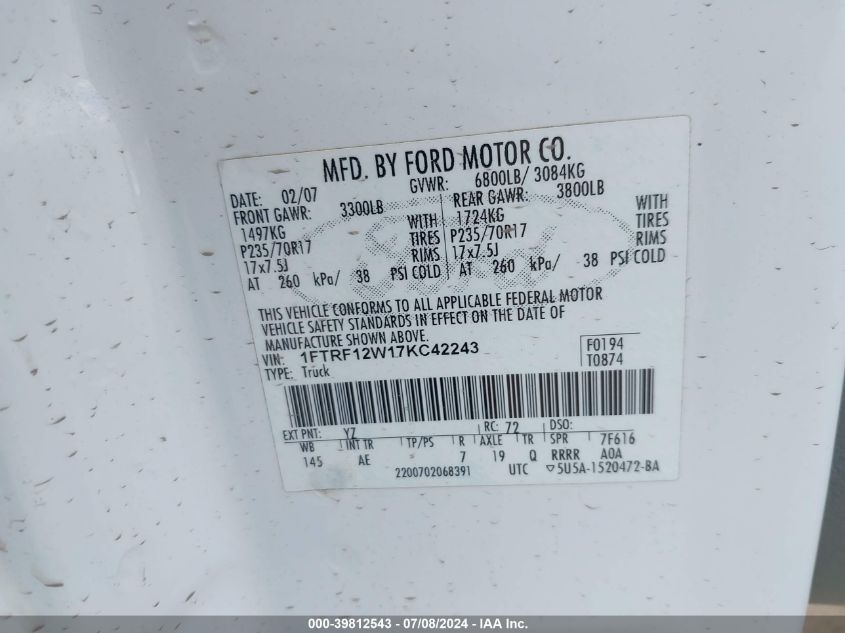 MFD. BY FORD MOTOR CO.
DATE: 02/07 GVWR: 6800LB/ 3084KG
FRONT GAWR: 3300LB REAR GAWR: 3800LB
1497KG WITH 1724KG WITH
P235/70R17 TIRES P235/70R17 TIRES
17x7.5J RIMS 17x7.5J RIMS
AT 260 kPa/ 38 PSI COLD AT 260 kPa/ 38 PSI COLD
THIS VEHICLE CONFORMS TO ALL APPLICABLE FEDERAL MOTOR
VEHICLE SAFETY STANDARDS IN EFFECT ON THE DATE OF
MANUFACTURE SHOWN ABOVE.
VIN: 1FTRF12W17KC42243 F0194
TYPE: Truck T0874
EXT PNT: YZ RC: 72 DSO:
WB INT TR TP/PS R AXLE TR SPR 7F616
145 AE 7 19 Q RRRR A0A
2200702068391 UTC ▽5U5A-1520472-BA
000-39812543 - 07/08/2024 - IAA Inc.